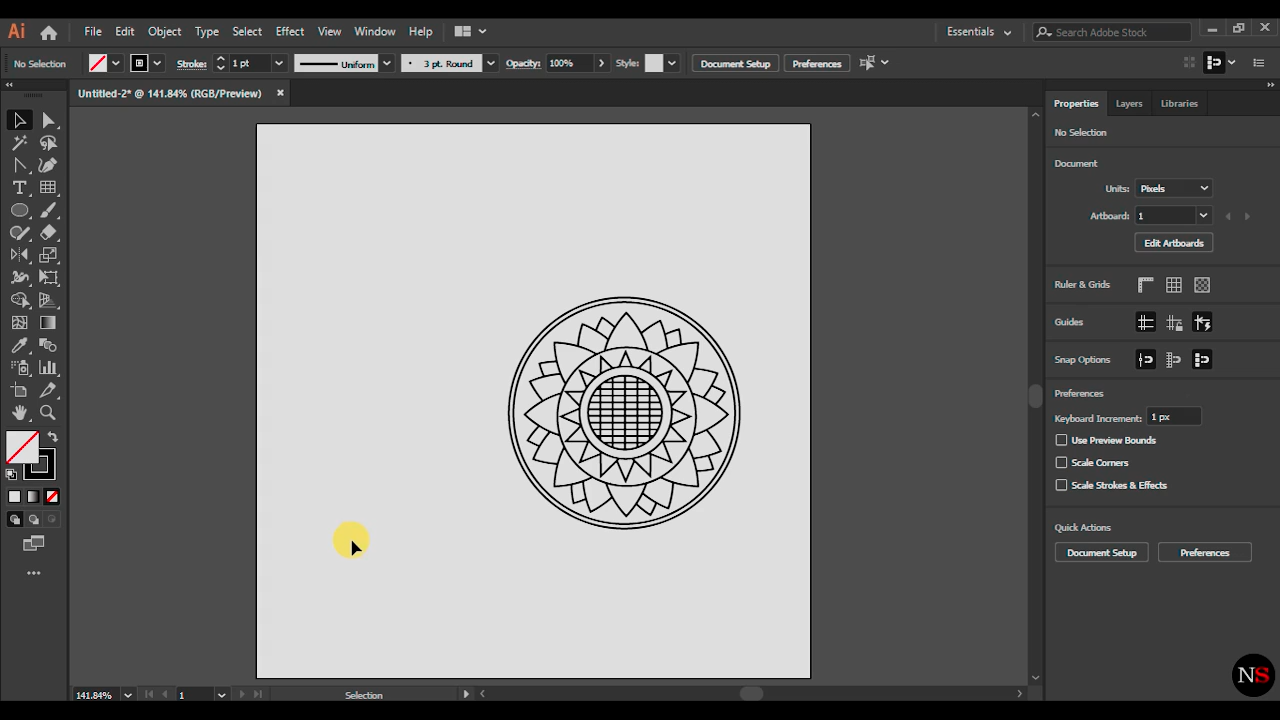 Ai File Edit Object Type Select Effect View Window Help Essentials Search Adobe Stock
No Selection Stroke: 1 pt Uniform 3 pt. Round Opacity: 100% Style: Document Setup Preferences
Untitled-2* @ 141.84% (RGB/Preview)
Properties Layers Libraries
No Selection
Document
Units: Pixels
Artboard: 1
Edit Artboards
Ruler & Grids
Guides
Snap Options
Preferences
Keyboard Increment: 1 px
Use Preview Bounds
Scale Corners
Scale Strokes & Effects
Quick Actions
Document Setup Preferences
NS
141.84% 1 Selection